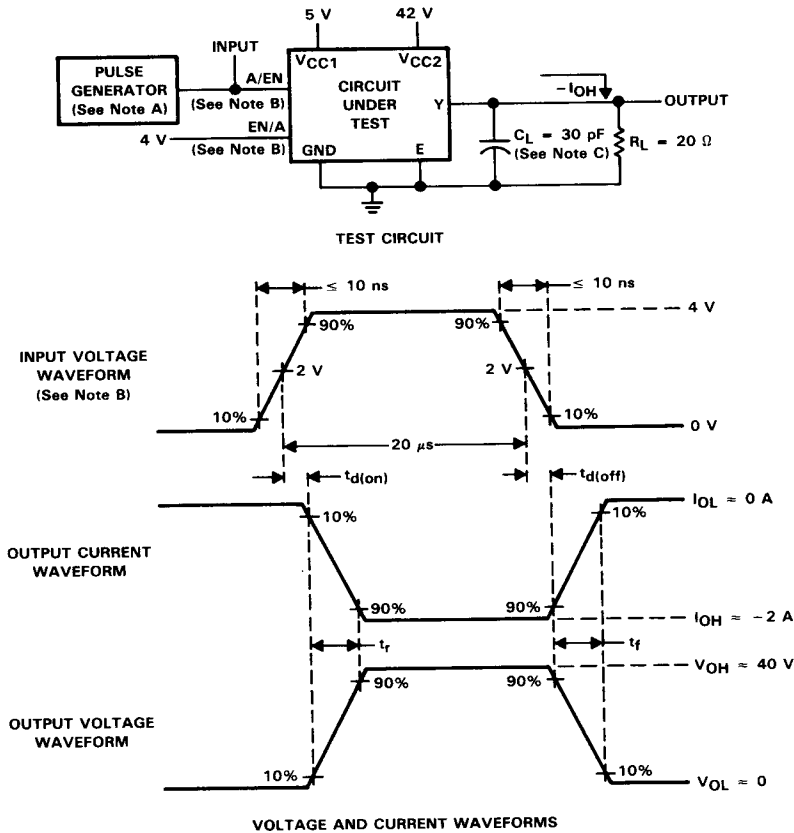 5 V
42 V
INPUT
PULSE
GENERATOR
(See Note A)
A/EN
(See Note B)
4 V
EN/A
(See Note B)
VCC1
VCC2
CIRCUIT
UNDER
TEST
Y
GND
E
-IOH
OUTPUT
CL = 30 pF
(See Note C)
RL = 20 Ω
TEST CIRCUIT
≤ 10 ns
≤ 10 ns
4 V
90%
90%
INPUT VOLTAGE
WAVEFORM
(See Note B)
2 V
2 V
10%
10%
0 V
20 μs
td(on)
td(off)
IOL ≈ 0 A
10%
10%
OUTPUT CURRENT
WAVEFORM
90%
90%
IOH ≈ -2 A
tr
tf
VOH ≈ 40 V
90%
90%
OUTPUT VOLTAGE
WAVEFORM
10%
10%
VOL ≈ 0
VOLTAGE AND CURRENT WAVEFORMS